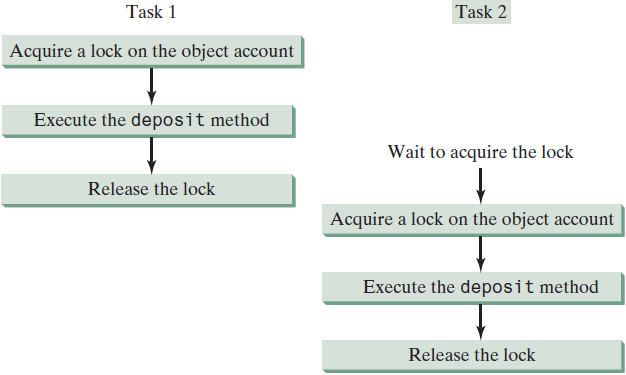 Task 1
Acquire a lock on the object account
Execute the deposit method
Release the lock
Task 2
Wait to acquire the lock
Acquire a lock on the object account
Execute the deposit method
Release the lock